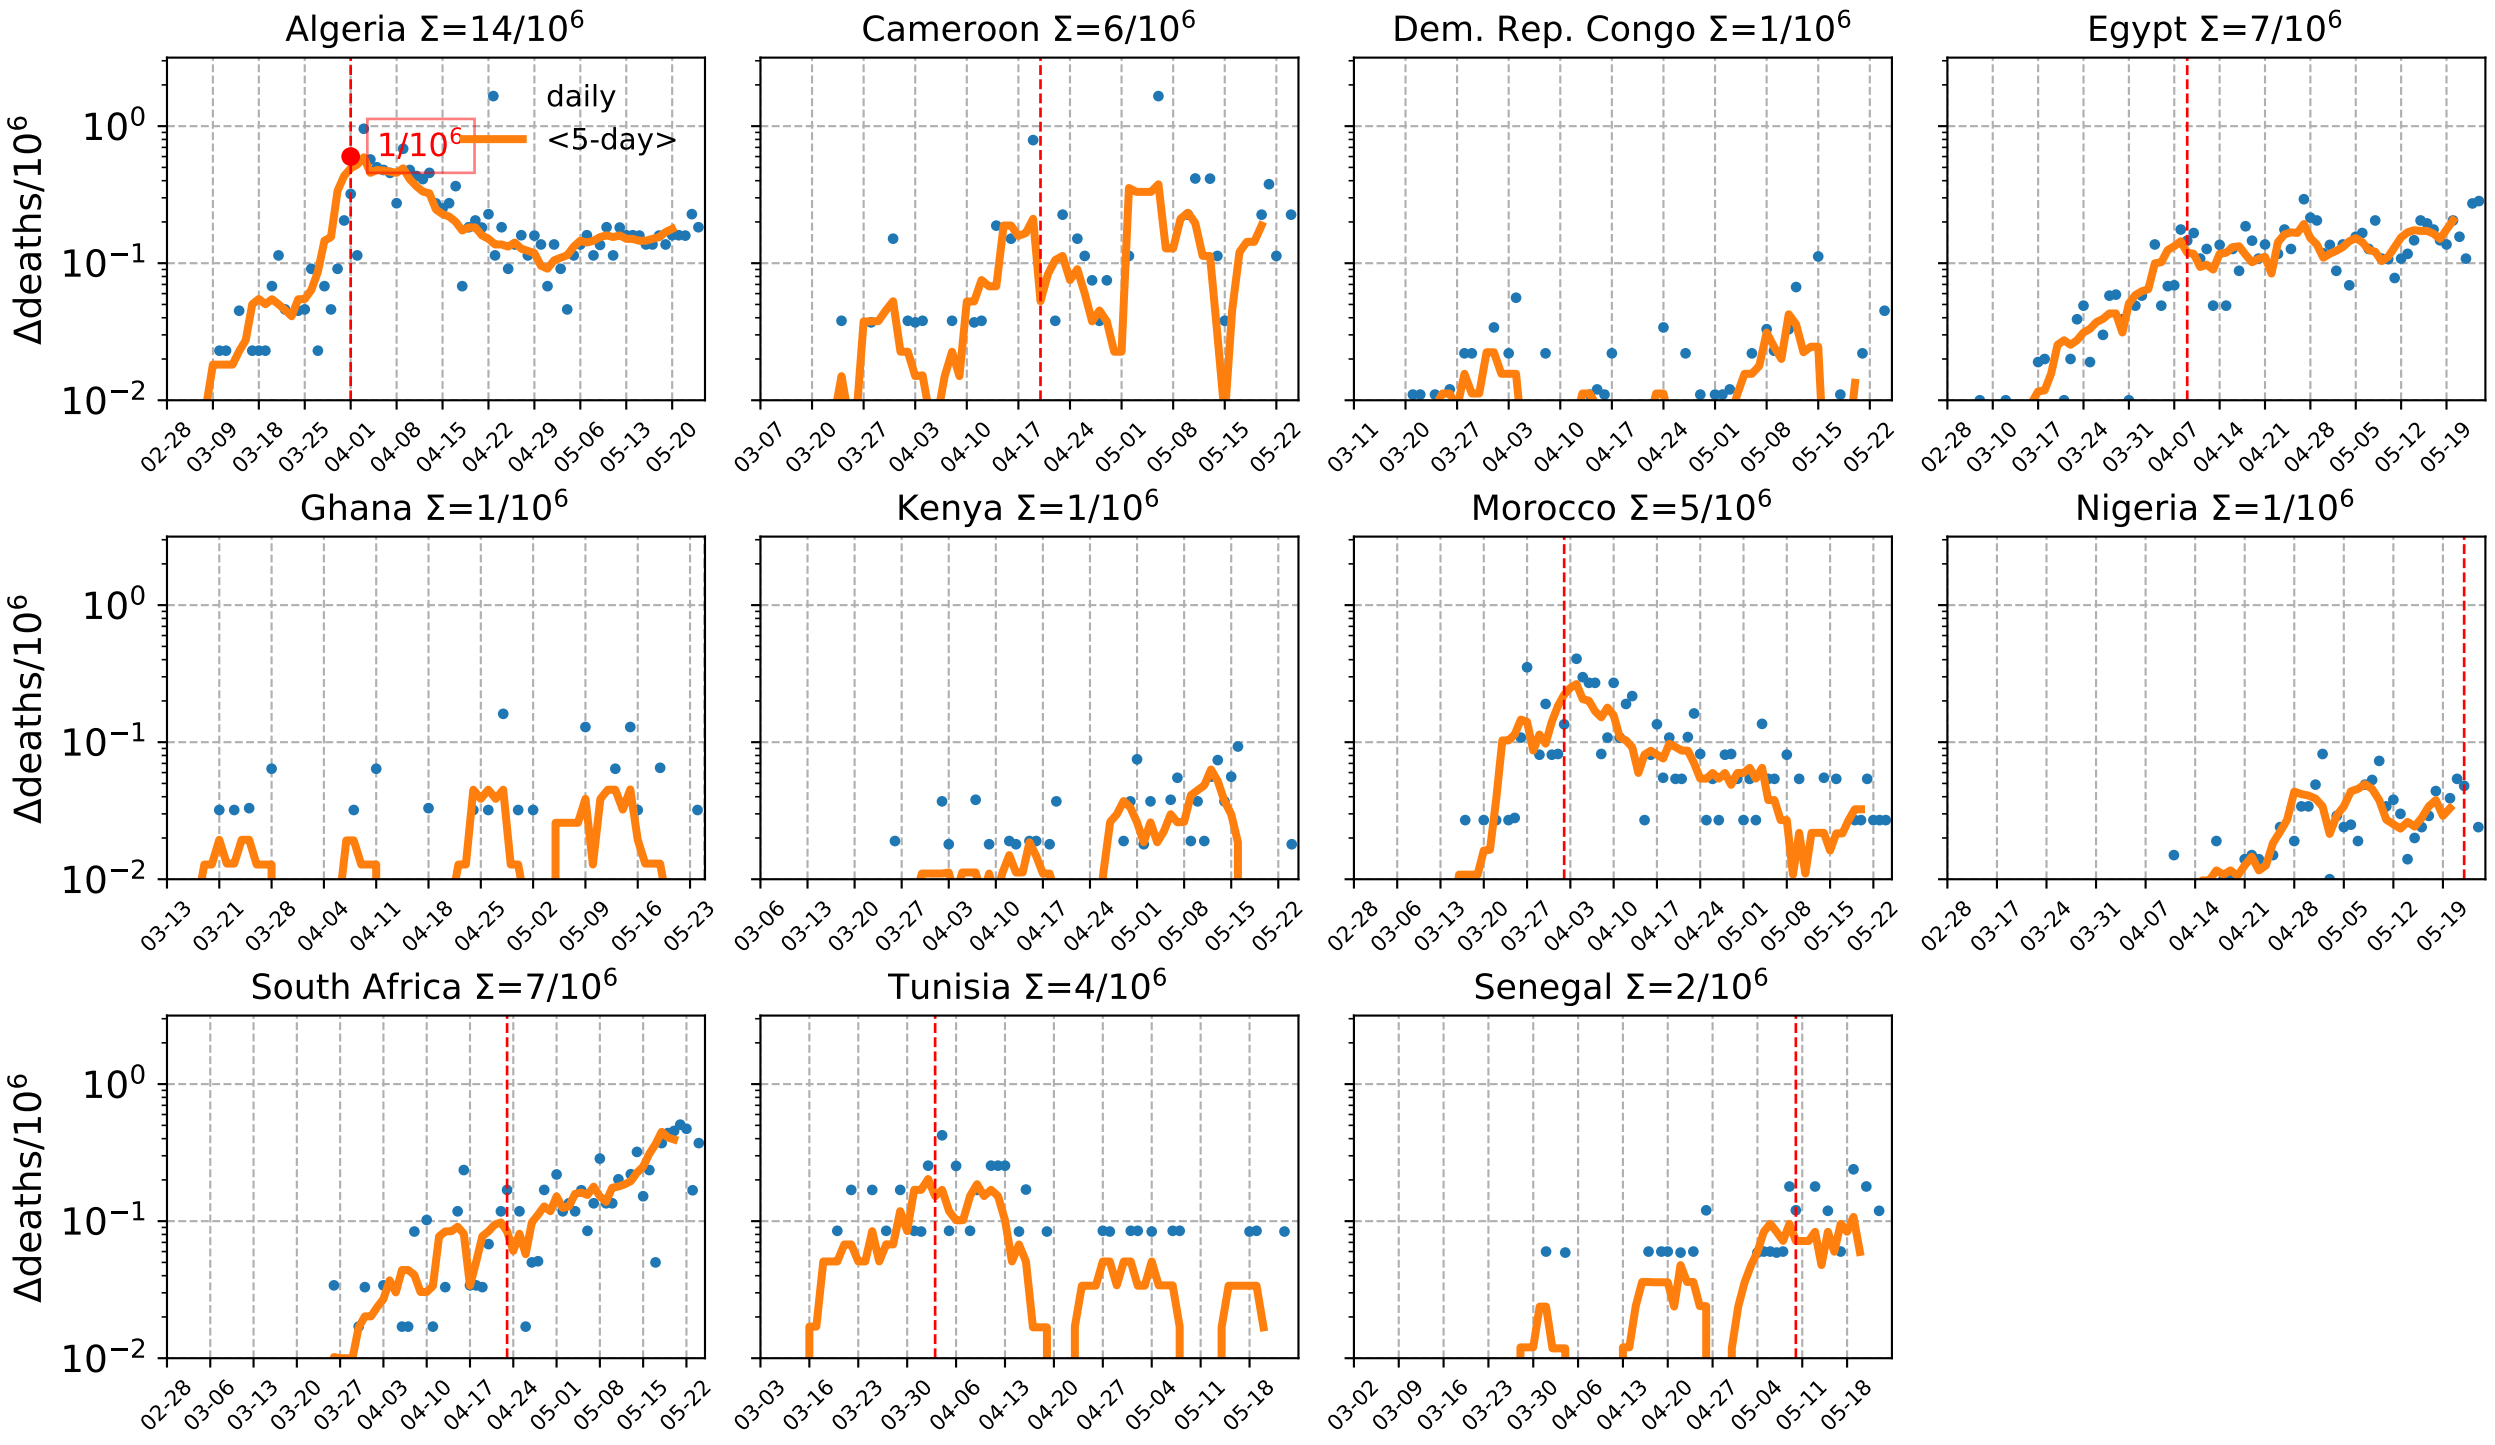 Algeria Σ=14/10⁶
Cameroon Σ=6/10⁶
Dem. Rep. Congo Σ=1/10⁶
Egypt Σ=7/10⁶
Δdeaths/10⁶
10⁰
10⁻¹
10⁻²
daily
<5-day>
1/10⁶
02-28 03-09 03-18 03-25 04-01 04-08 04-15 04-22 04-29 05-06 05-13 05-20
03-07 03-20 03-27 04-03 04-10 04-17 04-24 05-01 05-08 05-15 05-22
03-11 03-20 03-27 04-03 04-10 04-17 04-24 05-01 05-08 05-15 05-22
02-28 03-10 03-17 03-24 03-31 04-07 04-14 04-21 04-28 05-05 05-12 05-19
Ghana Σ=1/10⁶
Kenya Σ=1/10⁶
Morocco Σ=5/10⁶
Nigeria Σ=1/10⁶
Δdeaths/10⁶
10⁰
10⁻¹
10⁻²
03-13 03-21 03-28 04-04 04-11 04-18 04-25 05-02 05-09 05-16 05-23
03-06 03-13 03-20 03-27 04-03 04-10 04-17 04-24 05-01 05-08 05-15 05-22
02-28 03-06 03-13 03-20 03-27 04-03 04-10 04-17 04-24 05-01 05-08 05-15 05-22
02-28 03-17 03-24 03-31 04-07 04-14 04-21 04-28 05-05 05-12 05-19
South Africa Σ=7/10⁶
Tunisia Σ=4/10⁶
Senegal Σ=2/10⁶
Δdeaths/10⁶
10⁰
10⁻¹
10⁻²
02-28 03-06 03-13 03-20 03-27 04-03 04-10 04-17 04-24 05-01 05-08 05-15 05-22
03-03 03-16 03-23 03-30 04-06 04-13 04-20 04-27 05-04 05-11 05-18
03-02 03-09 03-16 03-23 03-30 04-06 04-13 04-20 04-27 05-04 05-11 05-18